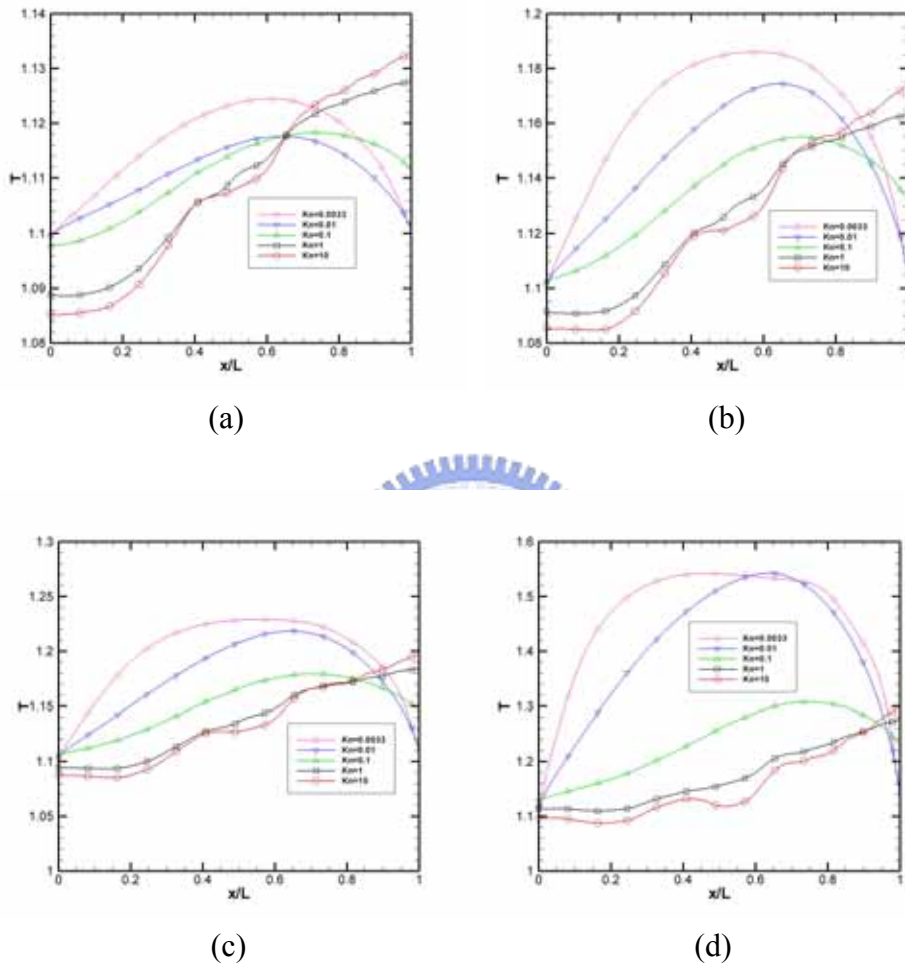 1.14
1.13
1.12
1.11
1.1
1.09
1.08
T
0
0.2
0.4
0.6
0.8
1
x/L
Kn=0.0033
Kn=0.01
Kn=0.1
Kn=1
Kn=10
(a)
1.2
1.18
1.16
1.14
1.12
1.1
1.08
T
0
0.2
0.4
0.6
0.8
1
x/L
Kn=0.0033
Kn=0.01
Kn=0.1
Kn=1
Kn=10
(b)
1.3
1.25
1.2
1.15
1.1
1.05
1
T
0
0.2
0.4
0.6
0.8
1
x/L
Kn=0.0033
Kn=0.01
Kn=0.1
Kn=1
Kn=10
(c)
1.6
1.5
1.4
1.3
1.2
1.1
1
T
0
0.2
0.4
0.6
0.8
1
x/L
Kn=0.0033
Kn=0.01
Kn=0.1
Kn=1
Kn=10
(d)